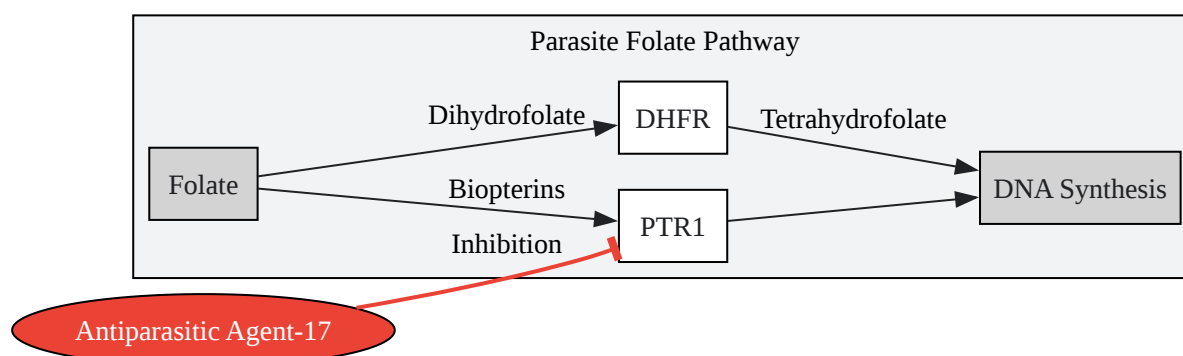 Parasite Folate Pathway
Dihydrofolate
DHFR
Tetrahydrofolate
Folate
Biopterins
DNA Synthesis
PTR1
Inhibition
Antiparasitic Agent-17